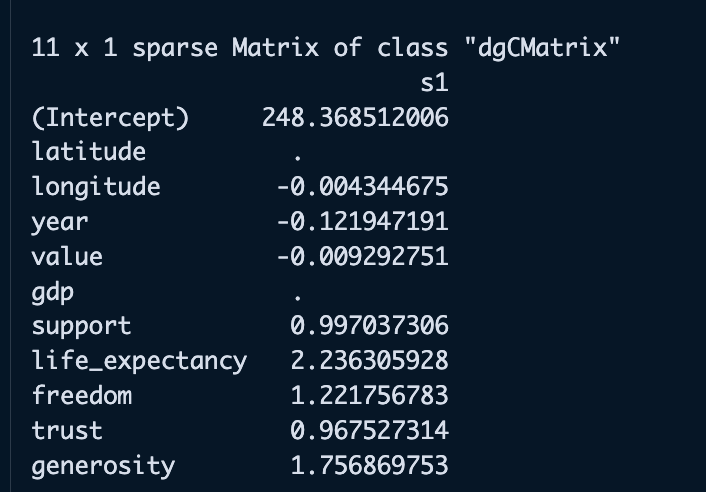 11 x 1 sparse Matrix of class "dgCMatrix"
s1
(Intercept) 248.368512006
latitude .
longitude -0.004344675
year -0.121947191
value -0.009292751
gdp .
support 0.997037306
life_expectancy 2.236305928
freedom 1.221756783
trust 0.967527314
generosity 1.756869753